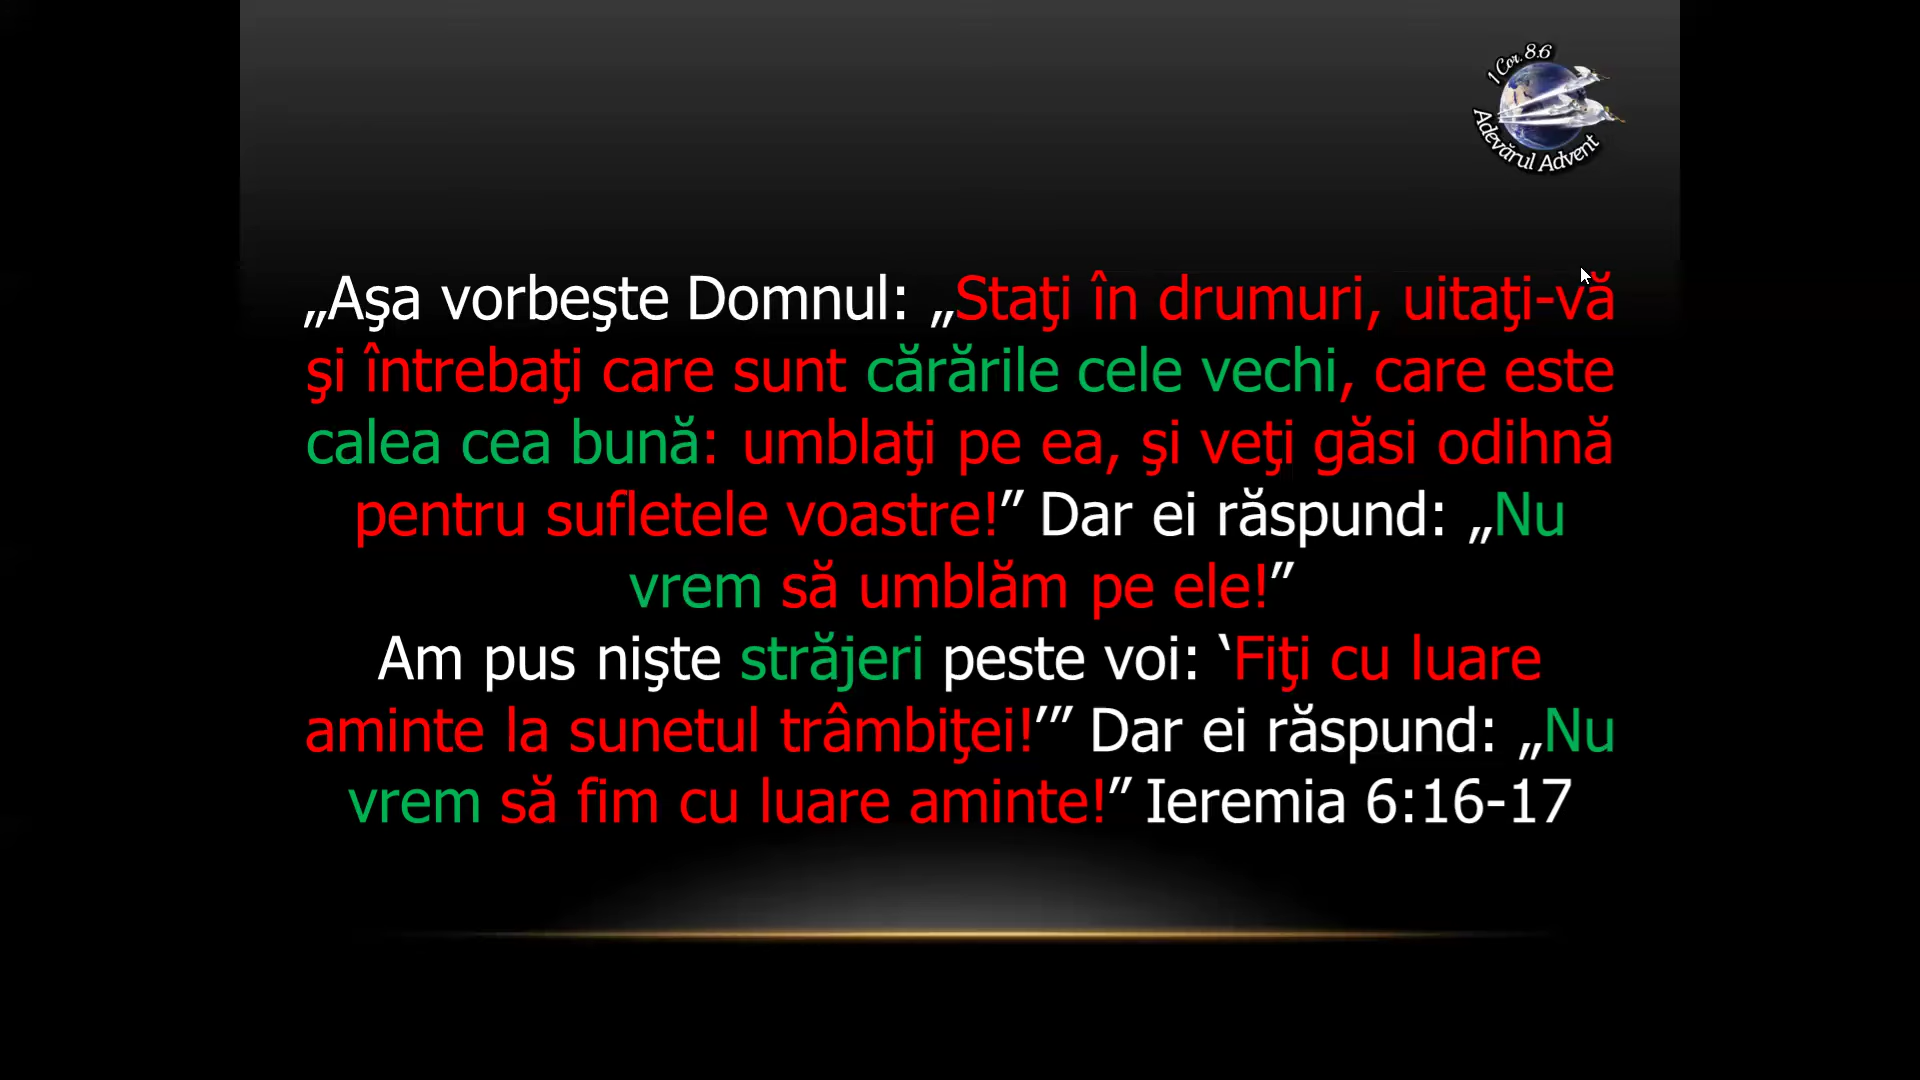 1 Cor. 8:6
Adevărul Advent
„Aşa vorbeşte Domnul: „Staţi în drumuri, uitaţi-vă
şi întrebaţi care sunt cărările cele vechi, care este
calea cea bună: umblaţi pe ea, şi veţi găsi odihnă
pentru sufletele voastre!” Dar ei răspund: „Nu
vrem să umblăm pe ele!”
Am pus nişte străjeri peste voi: ‘Fiţi cu luare
aminte la sunetul trâmbiţei!’” Dar ei răspund: „Nu
vrem să fim cu luare aminte!” Ieremia 6:16-17